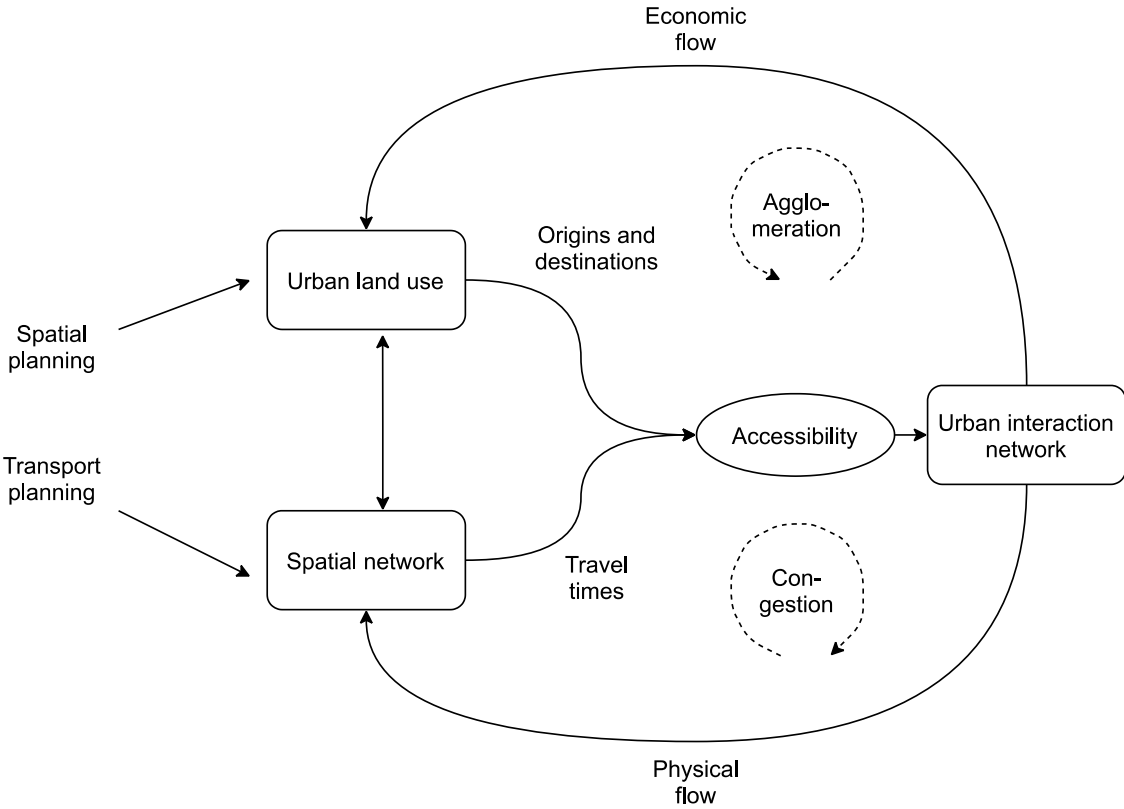 Economic
flow
Agglo-
meration
Origins and
destinations
Urban land use
Spatial
planning
Accessibility
Urban interaction
network
Transport
planning
Spatial network
Travel
times
Con-
gestion
Physical
flow